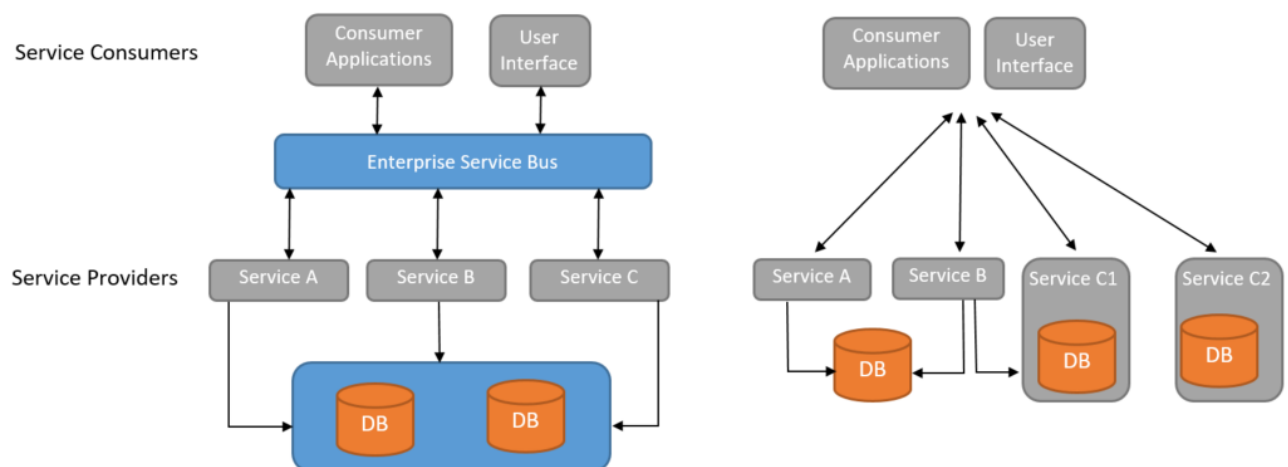 Service Consumers
Consumer
Applications
User
Interface
Consumer
Applications
User
Interface
Enterprise Service Bus
Service Providers
Service A
Service B
Service C
Service A
Service B
Service C1
Service C2
DB
DB
DB
DB
DB